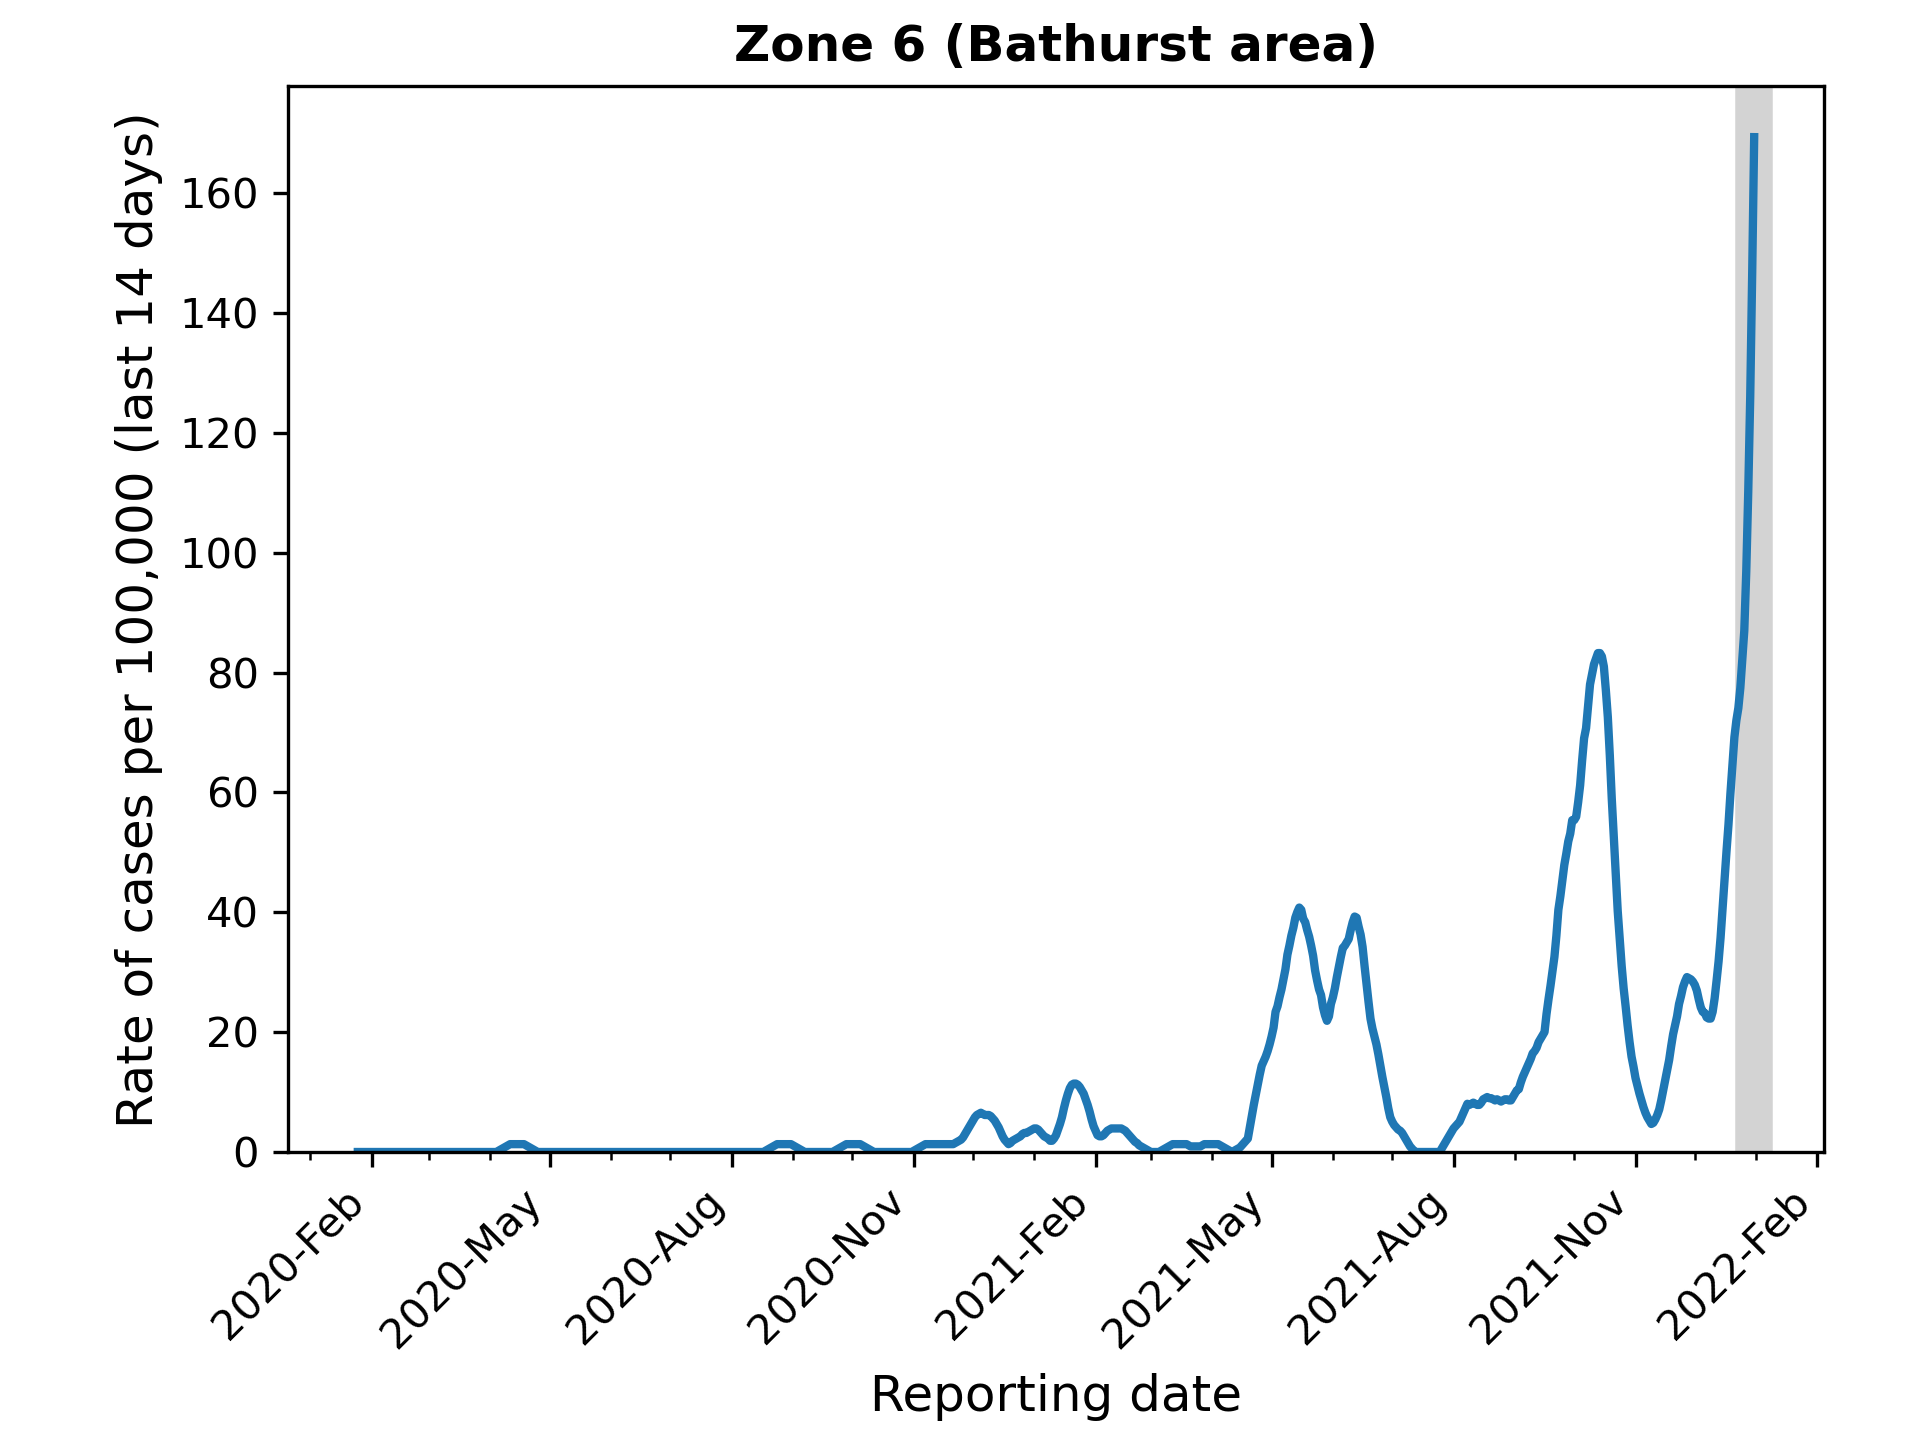 Zone 6 (Bathurst area)
Rate of cases per 100,000 (last 14 days)
160
140
120
100
80
60
40
20
0
2020-Feb
2020-May
2020-Aug
2020-Nov
2021-Feb
2021-May
2021-Aug
2021-Nov
2022-Feb
Reporting date